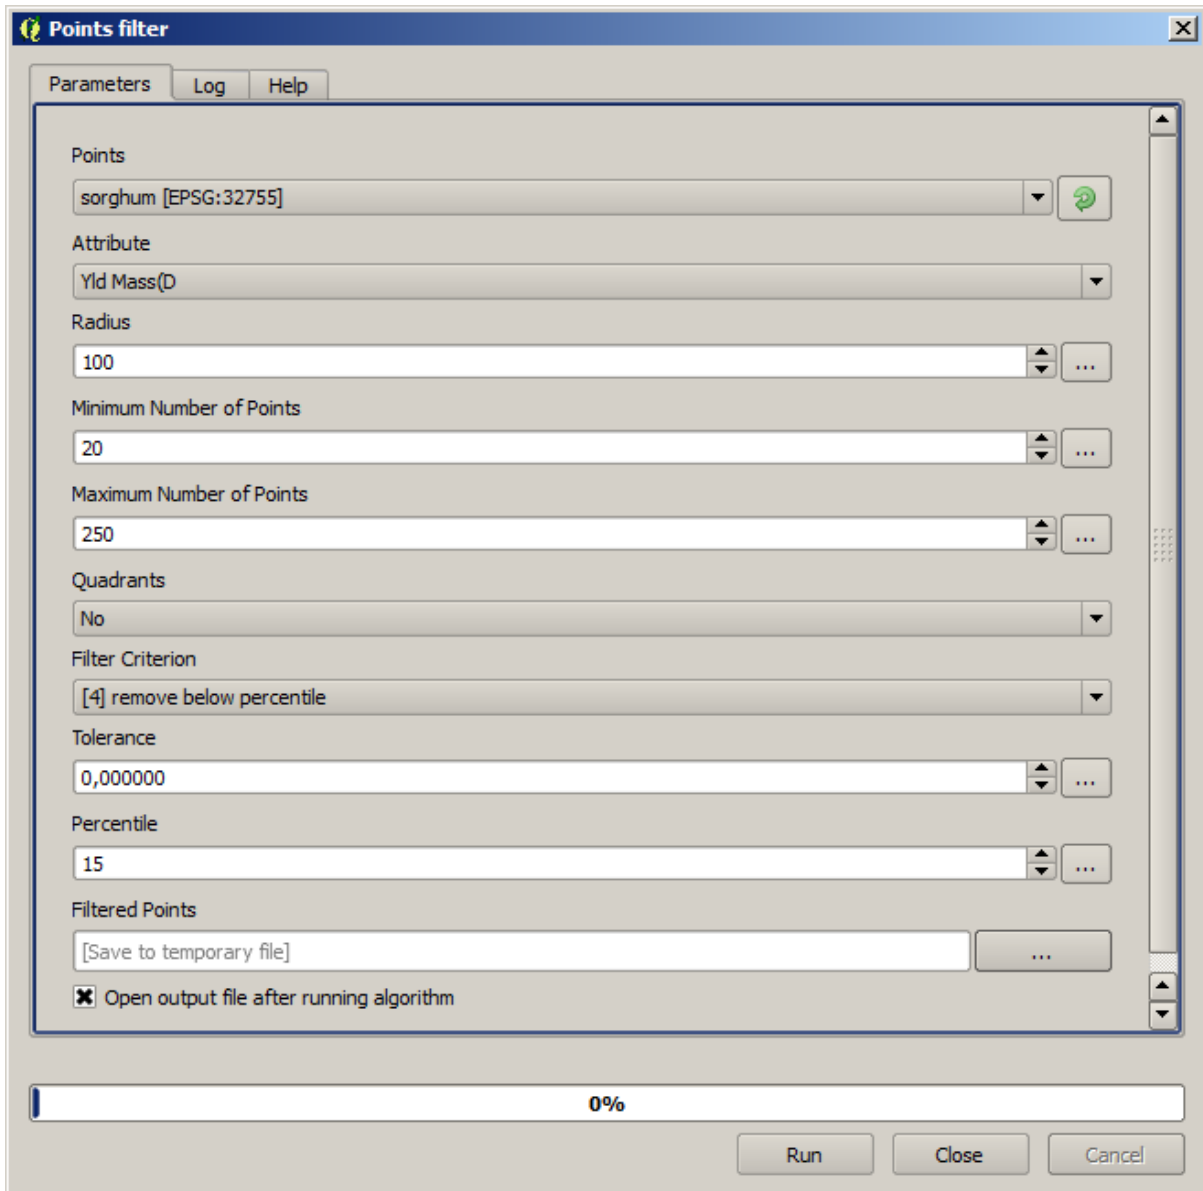 Points filter
Parameters Log Help
Points
sorghum [EPSG:32755]
Attribute
Yld Mass(D
Radius
100
...
Minimum Number of Points
20
...
Maximum Number of Points
250
...
Quadrants
No
Filter Criterion
[4] remove below percentile
Tolerance
0,000000
...
Percentile
15
...
Filtered Points
[Save to temporary file]
...
Open output file after running algorithm
0%
Run Close Cancel